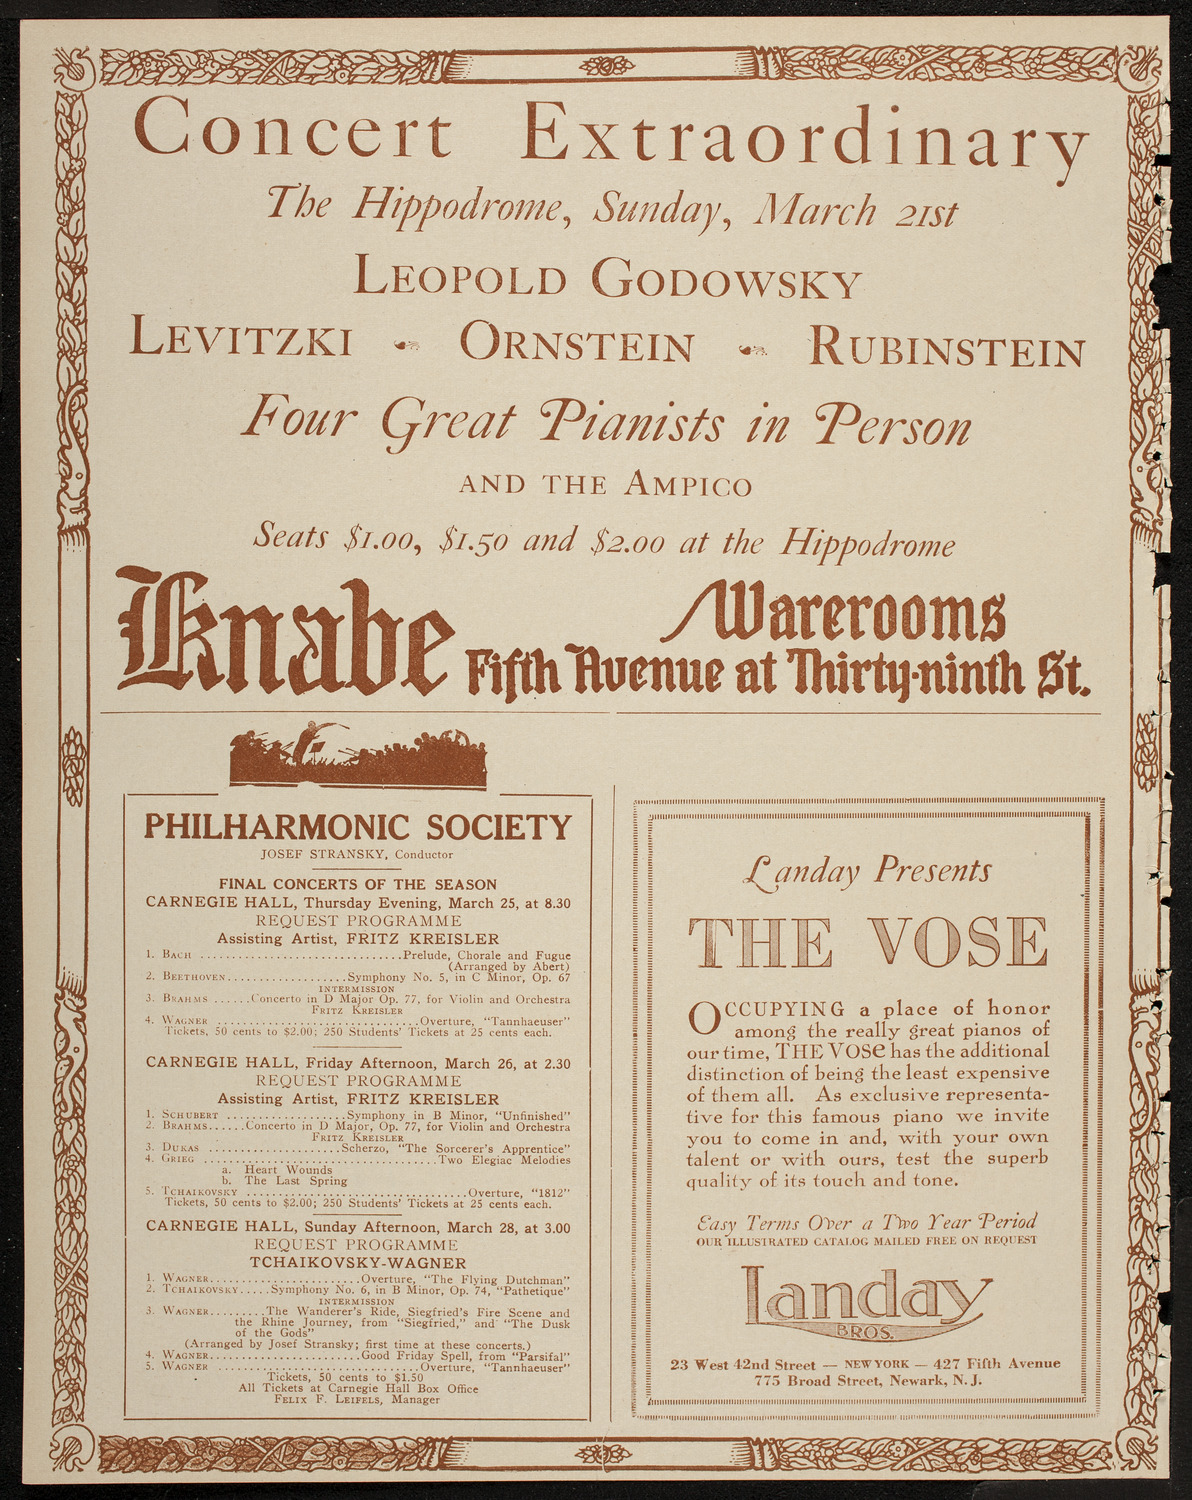 Concert Extraordinary
The Hippodrome, Sunday, March 21st
LEOPOLD GODOWSKY
LEVITZKI ORNSTEIN RUBINSTEIN
Four Great Pianists in Person
AND THE AMPICO
Seats $1.00, $1.50 and $2.00 at the Hippodrome
Knabe Warerooms
Fifth Avenue at Thirty-ninth St.
PHILHARMONIC SOCIETY
JOSEF STRANSKY, Conductor
FINAL CONCERTS OF THE SEASON
CARNEGIE HALL, Thursday Evening, March 25, at 8.30
REQUEST PROGRAMME
Assisting Artist, FRITZ KREISLER
1. BACH ..............................Prelude, Chorale and Fugue
(Arranged by Abert)
2. BEETHOVEN..................Symphony No. 5, in C Minor, Op. 67
INTERMISSION
3. BRAHMS ......Concerto in D Major Op. 77, for Violin and Orchestra
FRITZ KREISLER
4. WAGNER ..............................Overture, "Tannhaeuser"
Tickets, 50 cents to $2.00; 250 Students' Tickets at 25 cents each.
CARNEGIE HALL, Friday Afternoon, March 26, at 2.30
REQUEST PROGRAMME
Assisting Artist, FRITZ KREISLER
1. SCHUBERT ...................Symphony in B Minor, "Unfinished"
2. BRAHMS......Concerto in D Major, Op. 77, for Violin and Orchestra
FRITZ KREISLER
3. DUKAS .....................Scherzo, "The Sorcerer's Apprentice"
4. GRIEG ...................................Two Elegiac Melodies
a. Heart Wounds
b. The Last Spring
5. TCHAIKOVSKY .................................Overture, "1812"
Tickets, 50 cents to $2.00; 250 Students' Tickets at 25 cents each.
CARNEGIE HALL, Sunday Afternoon, March 28, at 3.00
REQUEST PROGRAMME
TCHAIKOVSKY-WAGNER
1. WAGNER.......................Overture, "The Flying Dutchman"
2. TCHAIKOVSKY.....Symphony No. 6, in B Minor, Op. 74, "Pathetique"
INTERMISSION
3. WAGNER.........The Wanderer's Ride, Siegfried's Fire Scene and
the Rhine Journey, from "Siegfried," and "The Dusk
of the Gods"
(Arranged by Josef Stransky; first time at these concerts.)
4. WAGNER.......................Good Friday Spell, from "Parsifal"
5. WAGNER ..............................Overture, "Tannhaeuser"
Tickets, 50 cents to $1.50
All Tickets at Carnegie Hall Box Office
FELIX F. LEIFELS, Manager
Landay Presents
THE VOSE
OCCUPYING a place of honor
among the really great pianos of
our time, THE VOSE has the additional
distinction of being the least expensive
of them all. As exclusive representa-
tive for this famous piano we invite
you to come in and, with your own
talent or with ours, test the superb
quality of its touch and tone.
Easy Terms Over a Two Year Period
OUR ILLUSTRATED CATALOG MAILED FREE ON REQUEST
Landay
BROS.
23 West 42nd Street — NEW YORK — 427 Fifth Avenue
775 Broad Street, Newark, N. J.